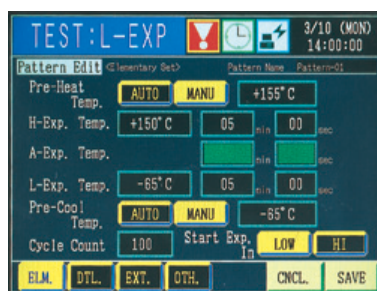 TEST:L-EXP 3/10 (MON)
14:00:00
Pattern Edit <Elementary Set> Pattern Name Pattern-01
Pre-Heat Temp. AUTO MANU +155°C
H-Exp. Temp. +150°C 05 min 00 sec
A-Exp. Temp. min sec
L-Exp. Temp. -65°C 05 min 00 sec
Pre-Cool Temp. AUTO MANU -65°C
Cycle Count 100 Start Exp. In LOW HI
ELM. DTL. EXT. OTH. CNCL. SAVE